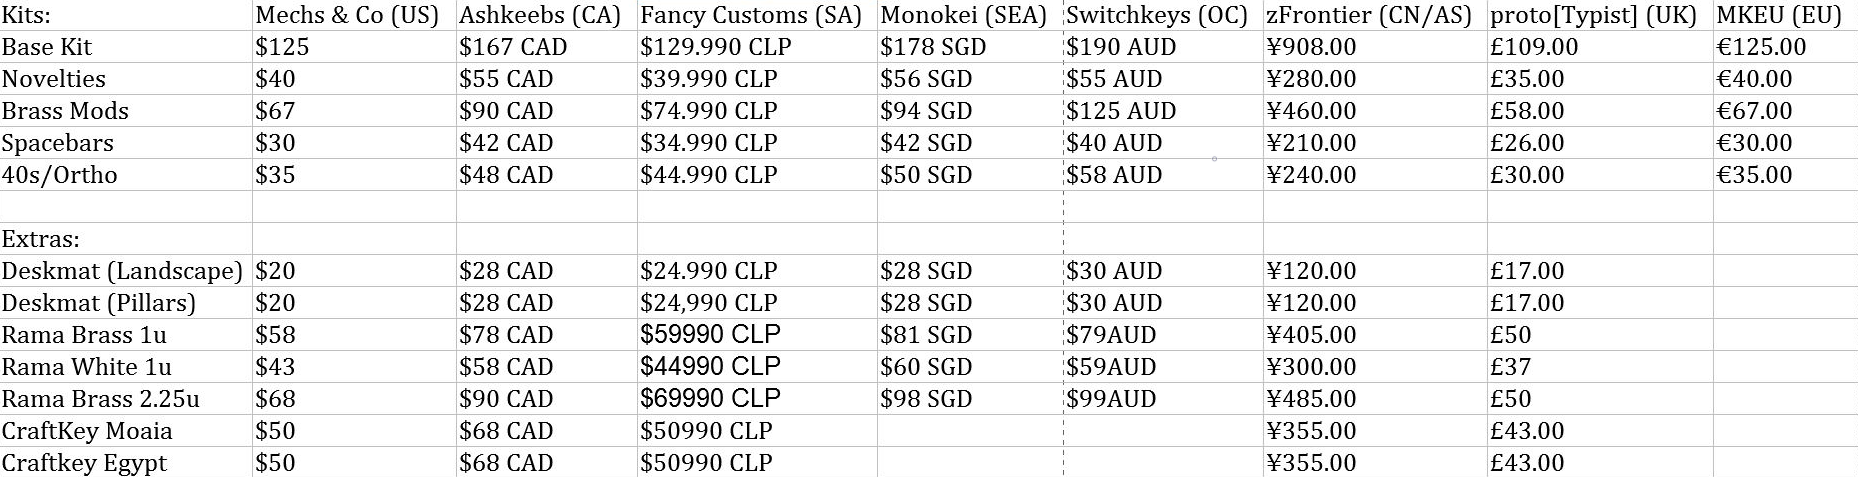 Kits: Mechs & Co (US) Ashkeebs (CA) Fancy Customs (SA) Monokei (SEA) Switchkeys (OC) zFrontier (CN/AS) proto[Typist] (UK) MKEU (EU)
Base Kit $125 $167 CAD $129.990 CLP $178 SGD $190 AUD ¥908.00 £109.00 €125.00
Novelties $40 $55 CAD $39.990 CLP $56 SGD $55 AUD ¥280.00 £35.00 €40.00
Brass Mods $67 $90 CAD $74.990 CLP $94 SGD $125 AUD ¥460.00 £58.00 €67.00
Spacebars $30 $42 CAD $34.990 CLP $42 SGD $40 AUD ¥210.00 £26.00 €30.00
40s/Ortho $35 $48 CAD $44.990 CLP $50 SGD $58 AUD ¥240.00 £30.00 €35.00
Extras:
Deskmat (Landscape) $20 $28 CAD $24.990 CLP $28 SGD $30 AUD ¥120.00 £17.00
Deskmat (Pillars) $20 $28 CAD $24,990 CLP $28 SGD $30 AUD ¥120.00 £17.00
Rama Brass 1u $58 $78 CAD $59990 CLP $81 SGD $79AUD ¥405.00 £50
Rama White 1u $43 $58 CAD $44990 CLP $60 SGD $59AUD ¥300.00 £37
Rama Brass 2.25u $68 $90 CAD $69990 CLP $98 SGD $99AUD ¥485.00 £50
CraftKey Moaia $50 $68 CAD $50990 CLP ¥355.00 £43.00
Craftkey Egypt $50 $68 CAD $50990 CLP ¥355.00 £43.00